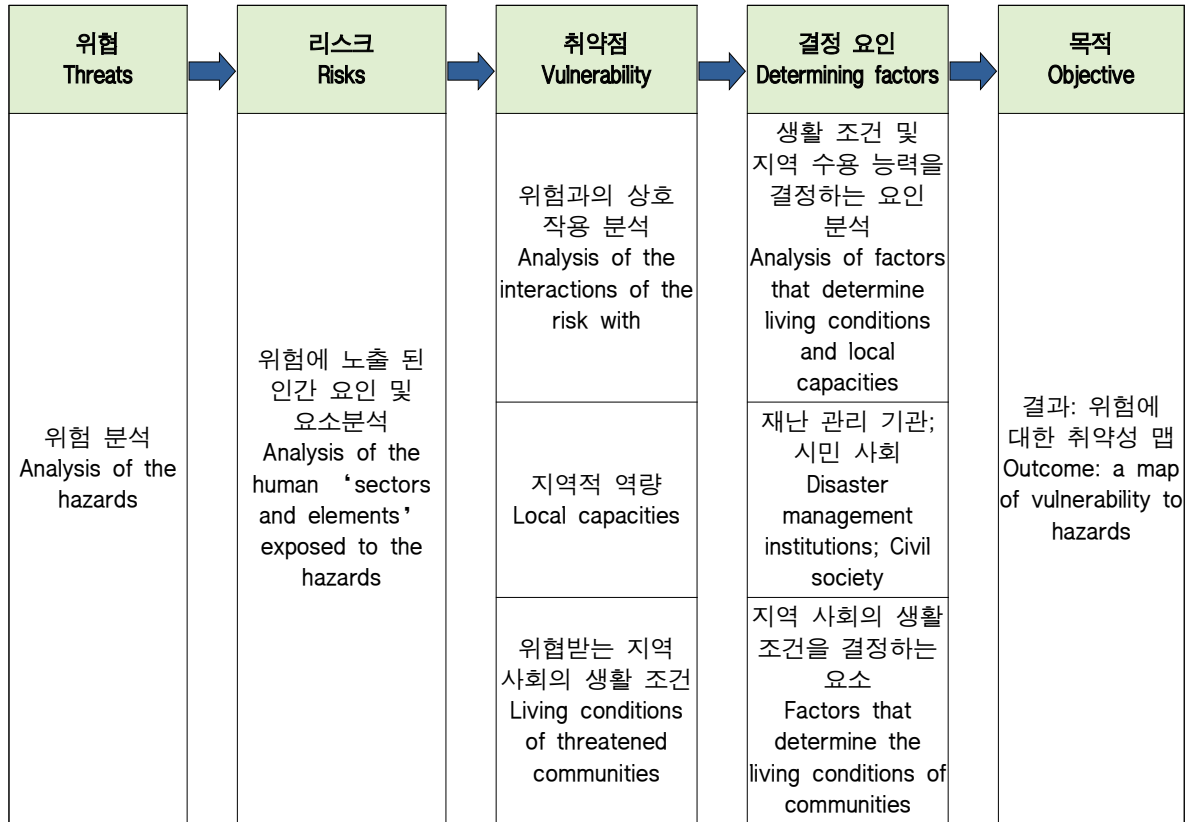 위협
Threats
리스크
Risks
취약점
Vulnerability
결정 요인
Determining factors
목적
Objective
위험 분석
Analysis of the
hazards
위험에 노출 된
인간 요인 및
요소분석
Analysis of the
human ‘sectors
and elements’
exposed to the
hazards
위험과의 상호
작용 분석
Analysis of the
interactions of the
risk with
지역적 역량
Local capacities
위협받는 지역
사회의 생활 조건
Living conditions
of threatened
communities
생활 조건 및
지역 수용 능력을
결정하는 요인
분석
Analysis of factors
that determine
living conditions
and local
capacities
재난 관리 기관;
시민 사회
Disaster
management
institutions; Civil
society
지역 사회의 생활
조건을 결정하는
요소
Factors that
determine the
living conditions of
communities
결과: 위험에
대한 취약성 맵
Outcome: a map
of vulnerability to
hazards